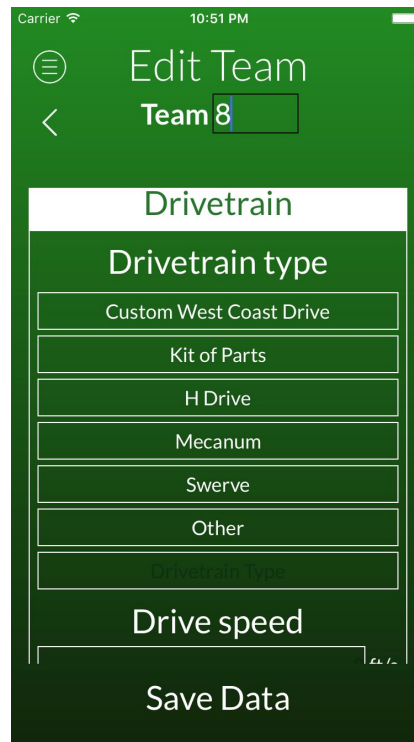 Carrier 10:51 PM
Edit Team
Team 8
Drivetrain
Drivetrain type
Custom West Coast Drive
Kit of Parts
H Drive
Mecanum
Swerve
Other
Drivetrain Type
Drive speed
ft/s
Save Data